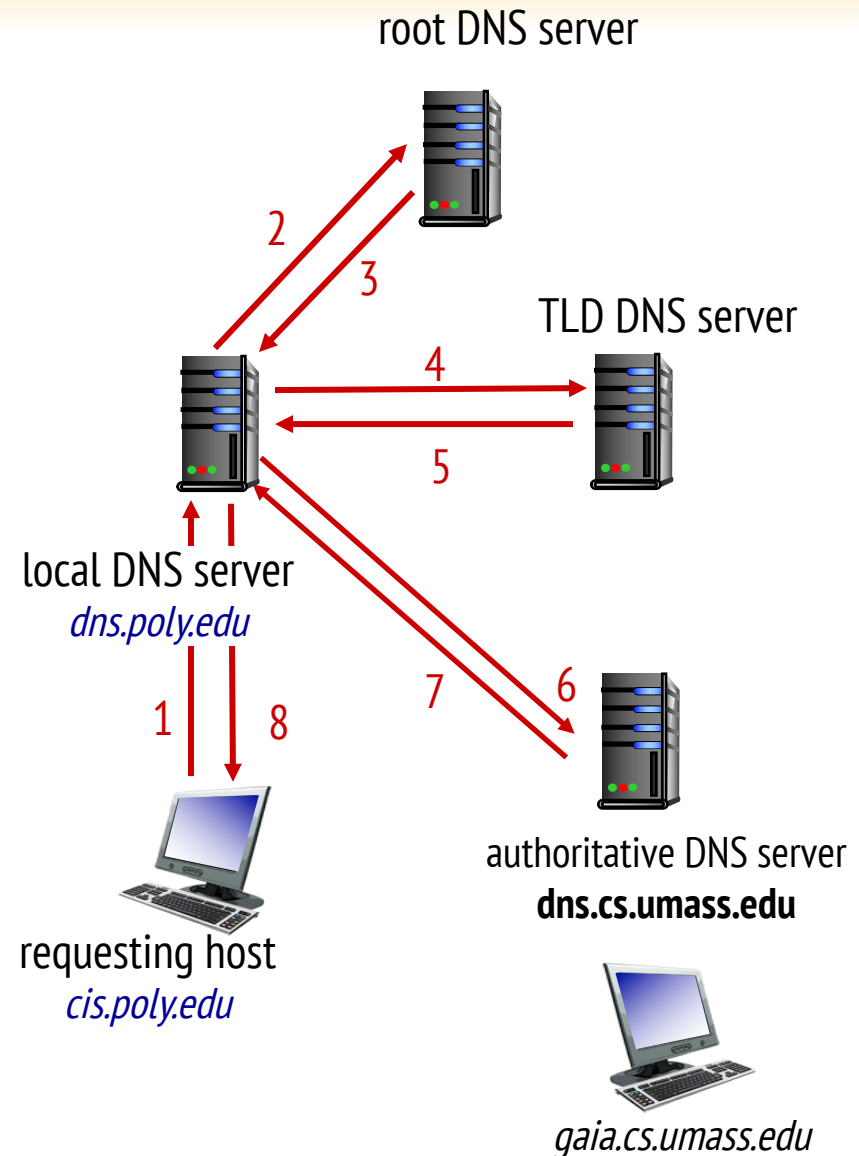 root DNS server
2
3
TLD DNS server
4
5
local DNS server
dns.poly.edu
1
8
7
6
authoritative DNS server
dns.cs.umass.edu
requesting host
cis.poly.edu
gaia.cs.umass.edu